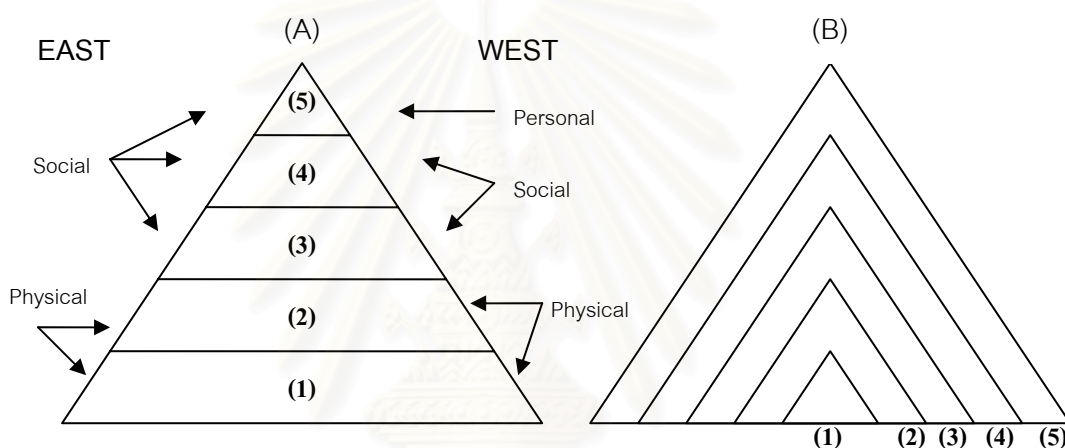 (A)
(B)
EAST
WEST
(5)
Personal
Social
(4)
Social
(3)
Physical
(2)
Physical
(1)
(1) (2) (3) (4) (5)